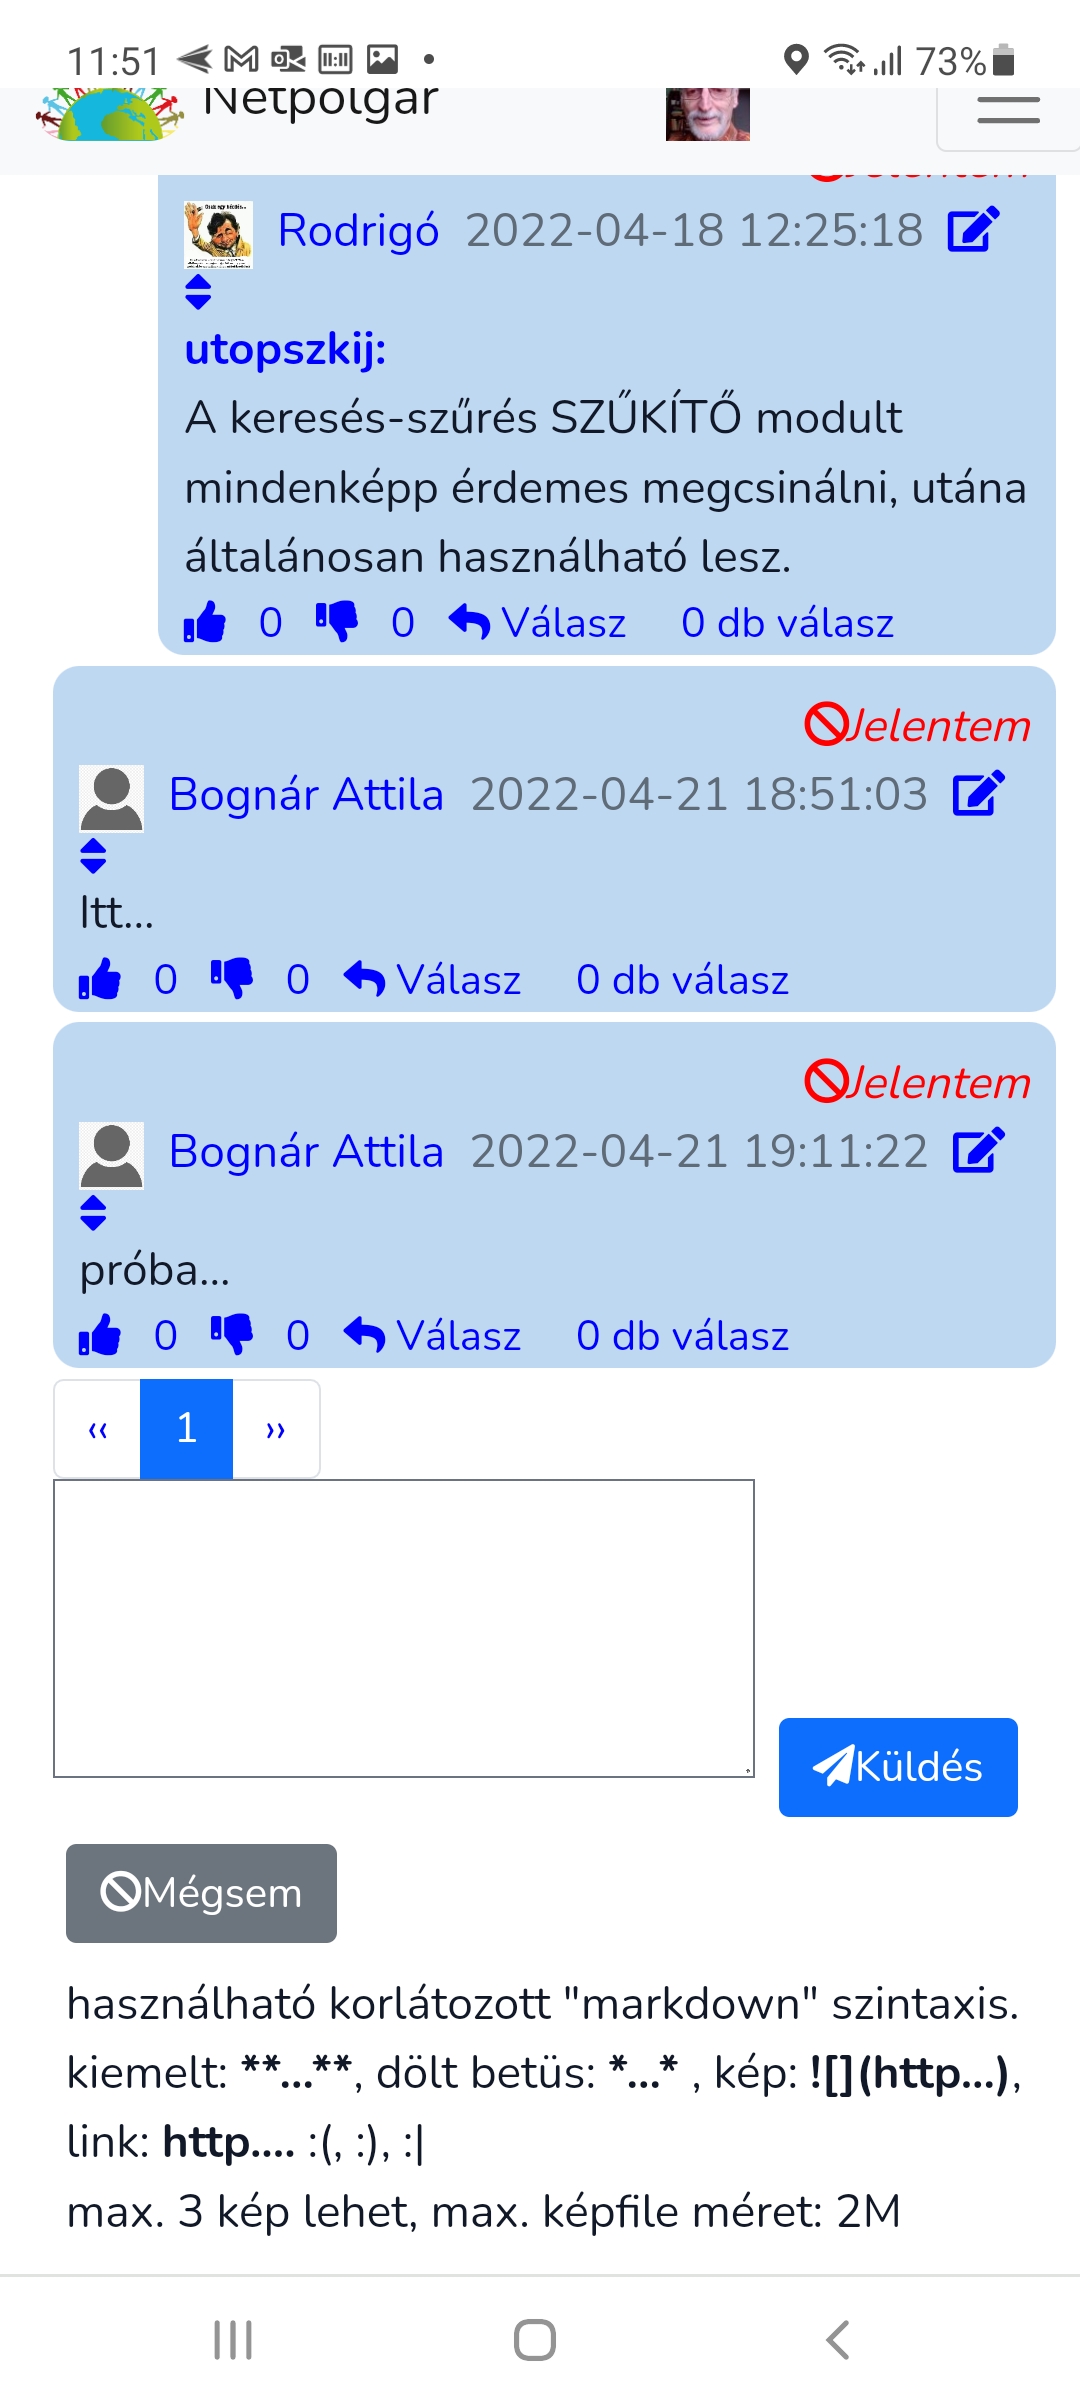 11:51 73%
Netpolgár
Jelentem
Rodrigó 2022-04-18 12:25:18
utopszkij:
A keresés-szűrés SZŰKÍTŐ modult
mindenképp érdemes megcsinálni, utána
általánosan használható lesz.
0 0 Válasz 0 db válasz
Jelentem
Bognár Attila 2022-04-21 18:51:03
Itt...
0 0 Válasz 0 db válasz
Jelentem
Bognár Attila 2022-04-21 19:11:22
próba...
0 0 Válasz 0 db válasz
‹‹ 1 ››
Küldés
Mégsem
használható korlátozott "markdown" szintaxis.
kiemelt: **...**, dölt betüs: *...* , kép: ![](http...),
link: http.... :(, :), :|
max. 3 kép lehet, max. képfile méret: 2M